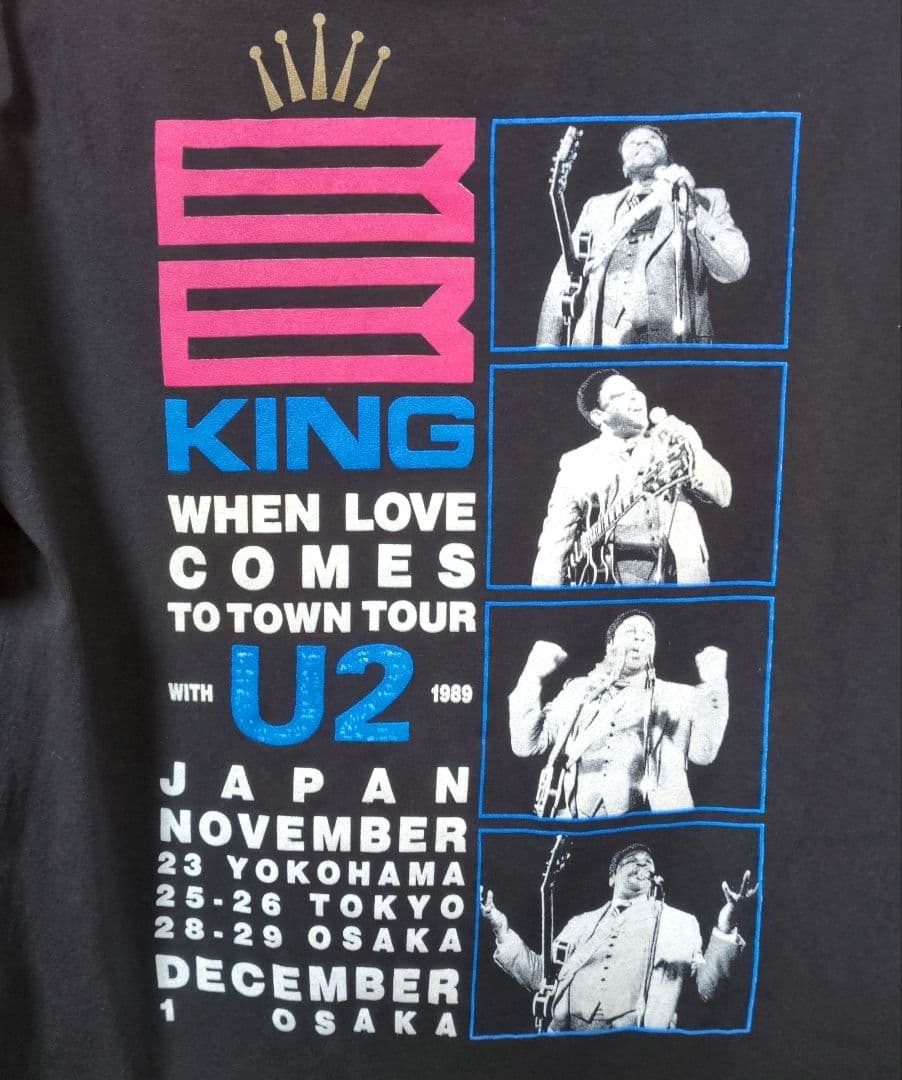 B
B
KING
WHEN LOVE
COMES
TO TOWN TOUR
WITH U2 1989
JAPAN
NOVEMBER
23 YOKOHAMA
25-26 TOKYO
28-29 OSAKA
DECEMBER
1 OSAKA